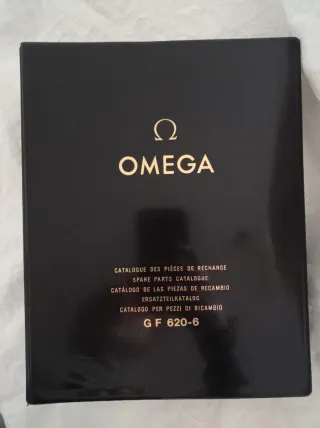 Ω
OMEGA
CATALOGUE DES PIÈCES DE RECHANGE
SPARE PARTS CATALOGUE
CATÁLOGO DE LAS PIEZAS DE RECAMBIO
ERSATZTEILKATALOG
CATALOGO PER PEZZI DI RICAMBIO
GF 620-6